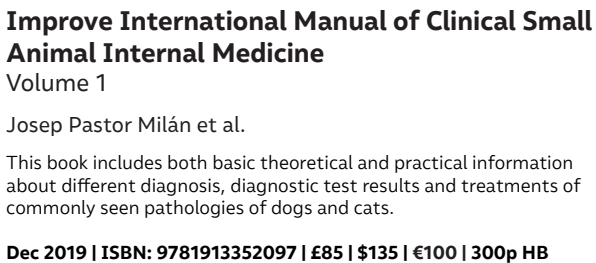 Improve International Manual of Clinical Small
Animal Internal Medicine
Volume 1
Josep Pastor Milán et al.
This book includes both basic theoretical and practical information
about different diagnosis, diagnostic test results and treatments of
commonly seen pathologies of dogs and cats.
Dec 2019 | ISBN: 9781913352097 | £85 | $135 | €100 | 300p HB